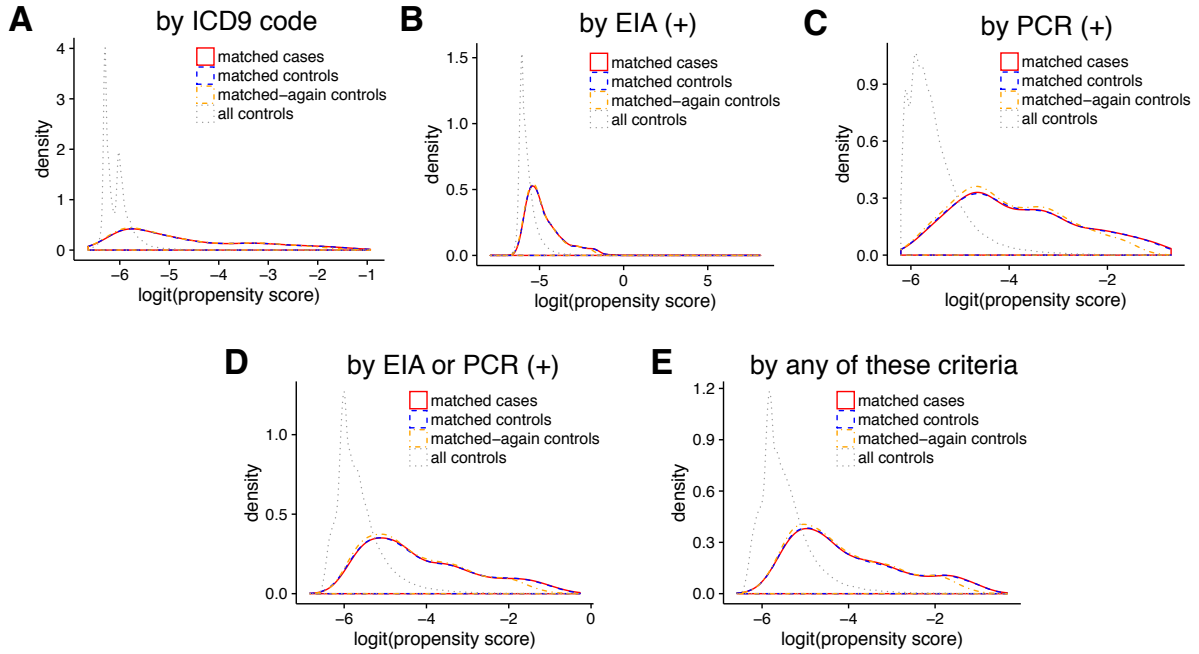 A
by ICD9 code
4
3
2
1
0
density
matched cases
matched controls
matched−again controls
all controls
−6
−5
−4
−3
−2
−1
logit(propensity score)
B
by EIA (+)
1.5
1.0
0.5
0.0
density
matched cases
matched controls
matched−again controls
all controls
−5
0
5
logit(propensity score)
C
by PCR (+)
0.9
0.6
0.3
0.0
density
matched cases
matched controls
matched−again controls
all controls
−6
−4
−2
logit(propensity score)
D
by EIA or PCR (+)
1.0
0.5
0.0
density
matched cases
matched controls
matched−again controls
all controls
−6
−4
−2
0
logit(propensity score)
E
by any of these criteria
1.2
0.9
0.6
0.3
0.0
density
matched cases
matched controls
matched−again controls
all controls
−6
−4
−2
logit(propensity score)